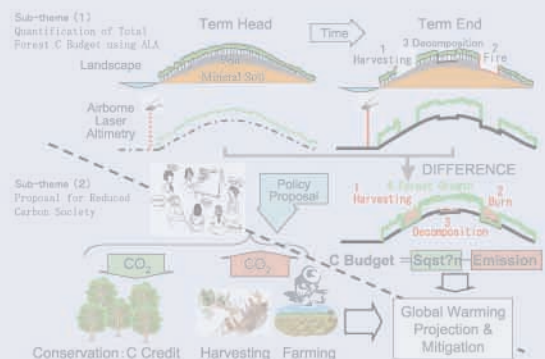 Sub-theme (1)
Quantification of Total
Forest C Budget using ALA
Term Head
Time
Term End
3 Decomposition
1
Harvesting
2
Fire
Landscape
Mineral Soil
Airborne
Laser
Altimetry
DIFFERENCE
Sub-theme (2)
Proposal for Reduced
Carbon Society
Policy
Proposal
1
Harvesting
4 Forest Growth
2
Burn
3
Decomposition
CO2
CO2
C Budget = Sqst?n - Emission
Global Warming
Projection &
Mitigation
Conservation : C Credit
Harvesting
Farming